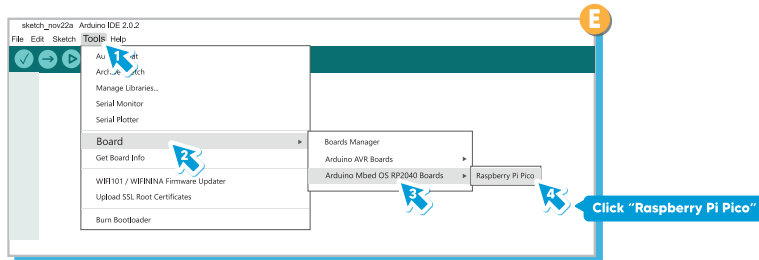 E
sketch_nov22a Arduino IDE 2.0.2
File Edit Sketch Tools Help
1
Manage Libraries...
Serial Monitor
Serial Plotter
Board
2
Get Board Info
WIFI101 / WIFININA Firmware Updater
Upload SSL Root Certificates
Burn Bootloader
Boards Manager
Arduino AVR Boards
Arduino Mbed OS RP2040 Boards
3
Raspberry Pi Pico
4
Click “Raspberry Pi Pico”